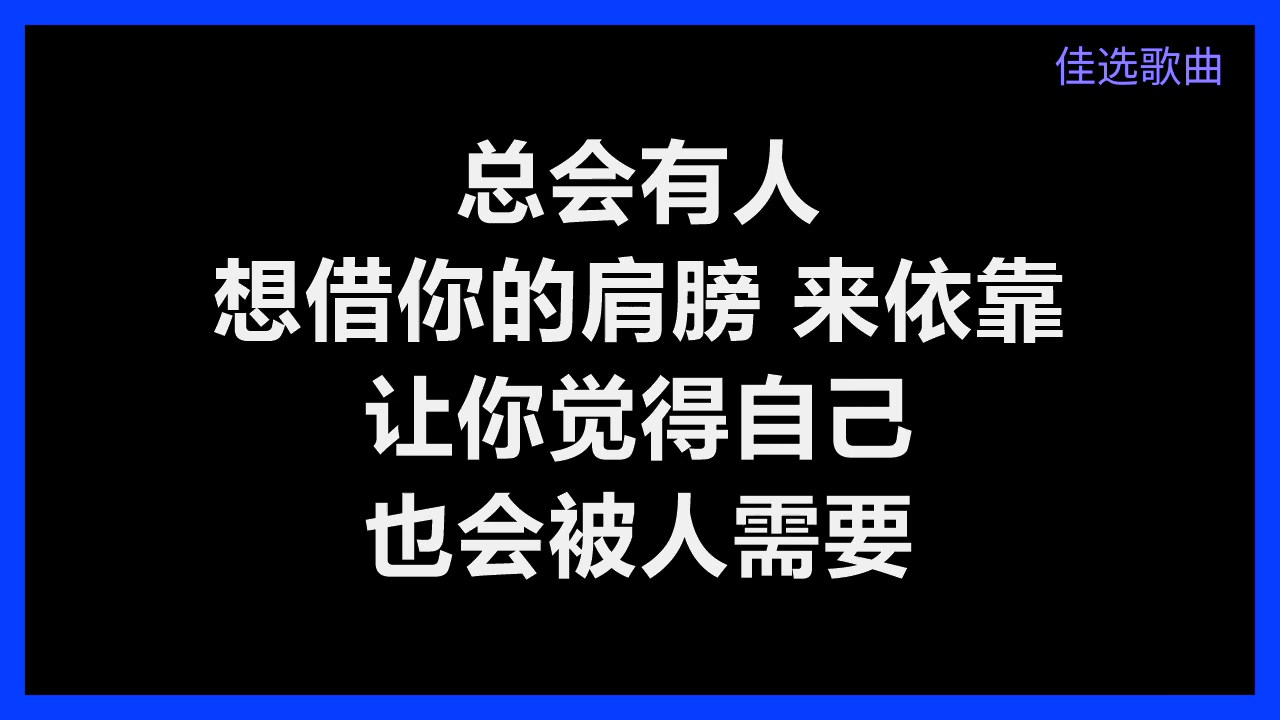 佳选歌曲
总会有人
想借你的肩膀 来依靠
让你觉得自己
也会被人需要